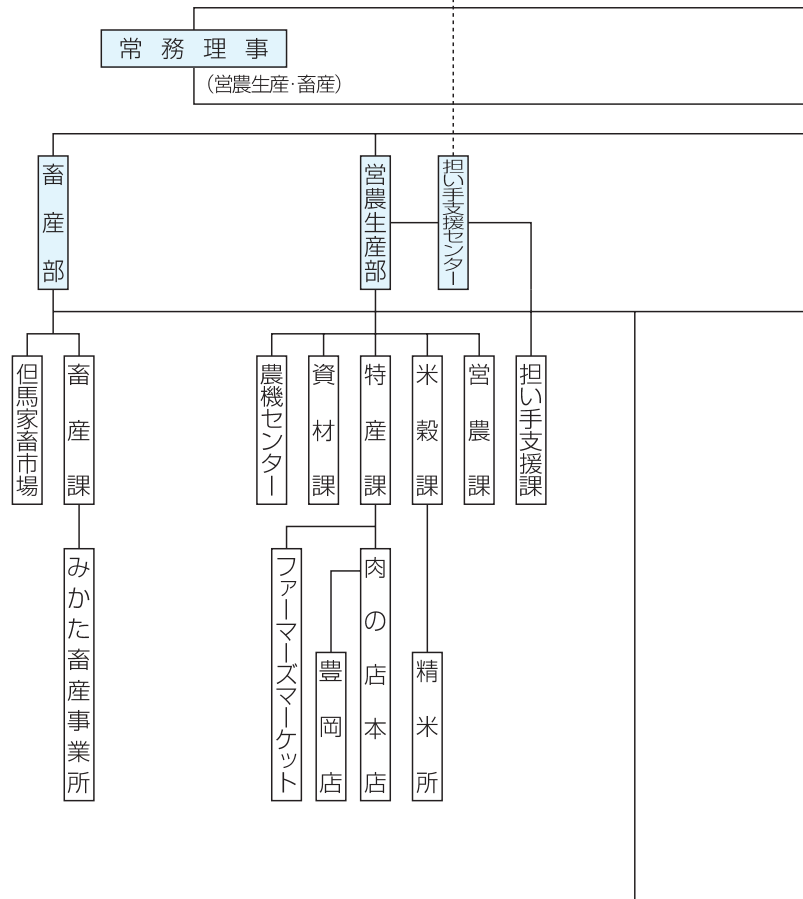 常務理事
（営農生産・畜産）
畜産部
営農生産部
担い手支援センター
但馬家畜市場
畜産課
農機センター
資材課
特産課
米穀課
営農課
担い手支援課
みかた畜産事業所
ファーマーズマーケット
豊岡店
肉の店本店
精米所